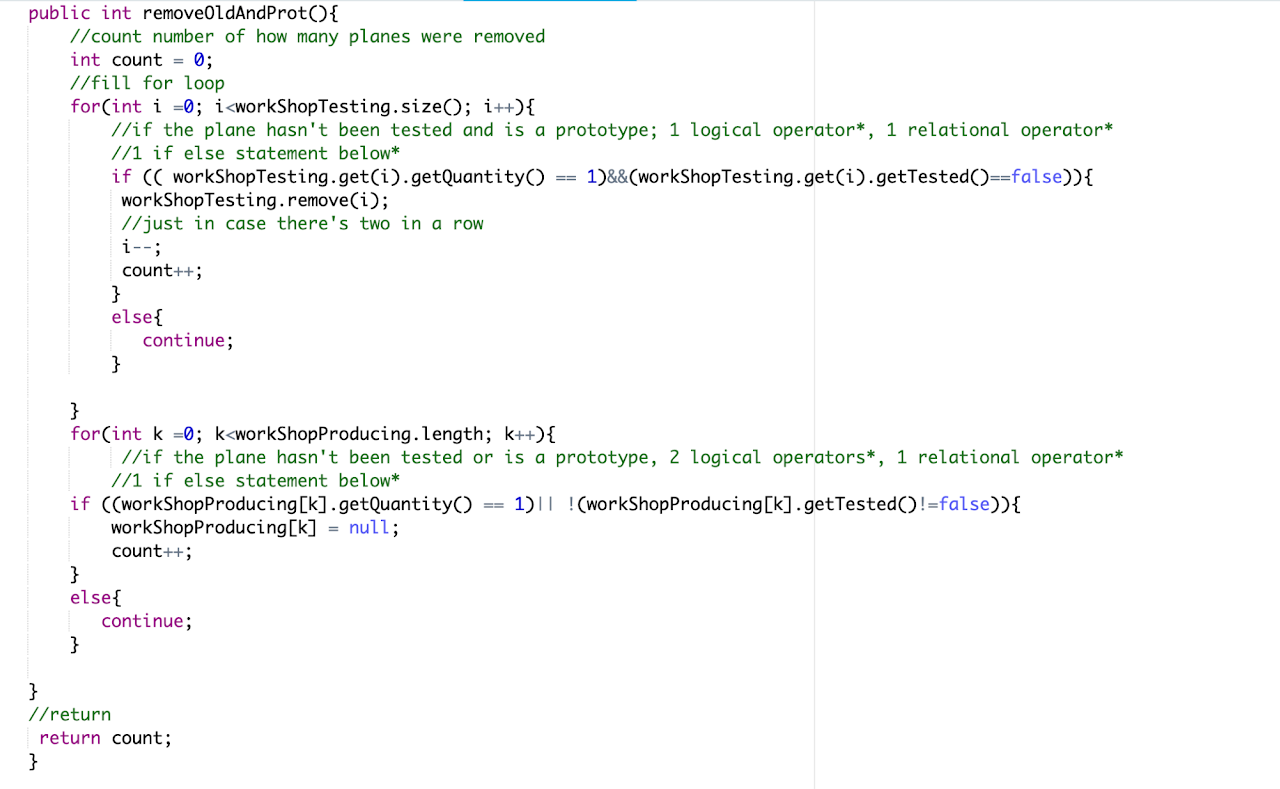 public int removeOldAndProt(){
//count number of how many planes were removed
int count = 0;
//fill for loop
for(int i =0; i<workShopTesting.size(); i++){
//if the plane hasn't been tested and is a prototype; 1 logical operator*, 1 relational operator*
//1 if else statement below*
if (( workShopTesting.get(i).getQuantity() == 1)&&(workShopTesting.get(i).getTested()==false)){
workShopTesting.remove(i);
//just in case there's two in a row
i--;
count++;
}
else{
continue;
}
}
for(int k =0; k<workShopProducing.length; k++){
//if the plane hasn't been tested or is a prototype, 2 logical operators*, 1 relational operator*
//1 if else statement below*
if ((workShopProducing[k].getQuantity() == 1)|| !(workShopProducing[k].getTested()!=false)){
workShopProducing[k] = null;
count++;
}
else{
continue;
}
}
//return
return count;
}